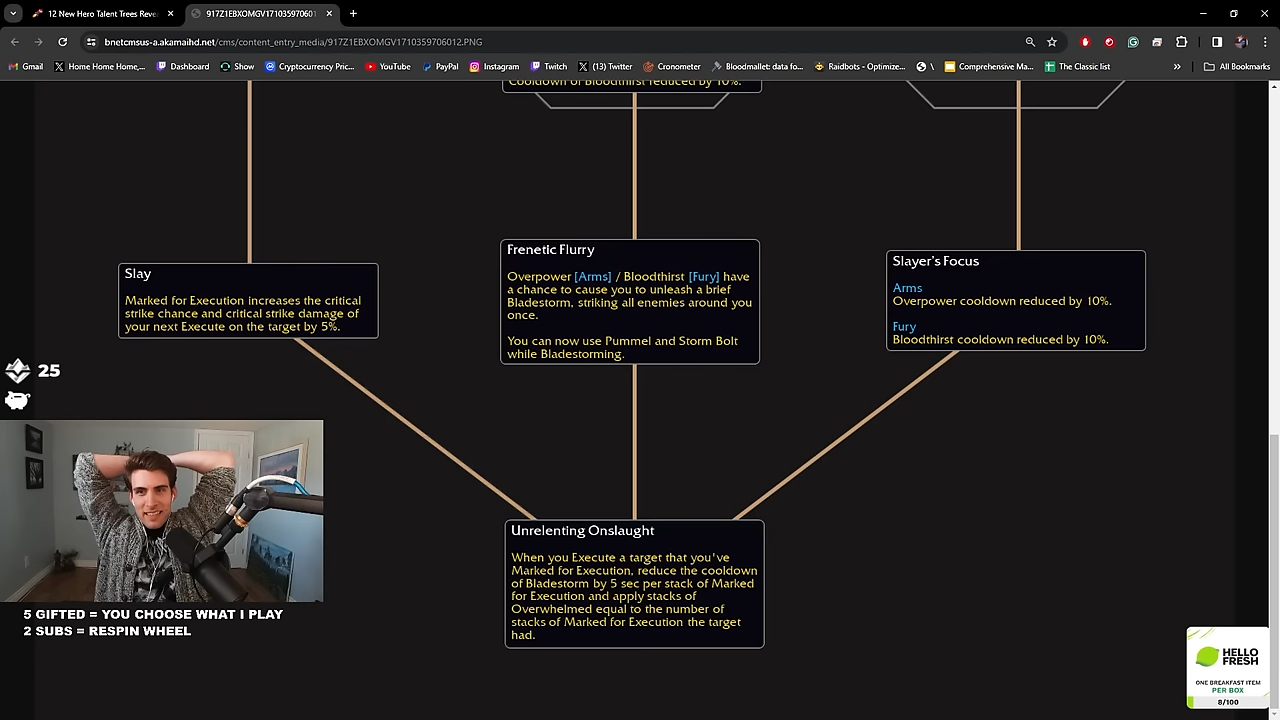 12 New Hero Talent Trees Reve
917Z1EBXOMGV1710359706012
bnetcmsus-a.akamaihd.net/cms/content_entry_media/917Z1EBXOMGV1710359706012.PNG
Gmail
Home Home Home,...
Dashboard
Show
Cryptocurrency Pric...
YouTube
PayPal
Instagram
Twitch
(13) Twitter
Cronometer
Bloodmallet: data fo...
Raidbots - Optimize...
\
Comprehensive Ma...
The Classic list
»
All Bookmarks
Cooldown of Bloodthirst reduced by 10%.
Slay
Marked for Execution increases the critical
strike chance and critical strike damage of
your next Execute on the target by 5%.
Frenetic Flurry
Overpower [Arms] / Bloodthirst [Fury] have
a chance to cause you to unleash a brief
Bladestorm, striking all enemies around you
once.
You can now use Pummel and Storm Bolt
while Bladestorming.
Slayer's Focus
Arms
Overpower cooldown reduced by 10%.
Fury
Bloodthirst cooldown reduced by 10%.
25
Unrelenting Onslaught
When you Execute a target that you've
Marked for Execution, reduce the cooldown
of Bladestorm by 5 sec per stack of Marked
for Execution and apply stacks of
Overwhelmed equal to the number of
stacks of Marked for Execution the target
had.
5 GIFTED = YOU CHOOSE WHAT I PLAY
2 SUBS = RESPIN WHEEL
HELLO
FRESH
ONE BREAKFAST ITEM
PER BOX
8/100